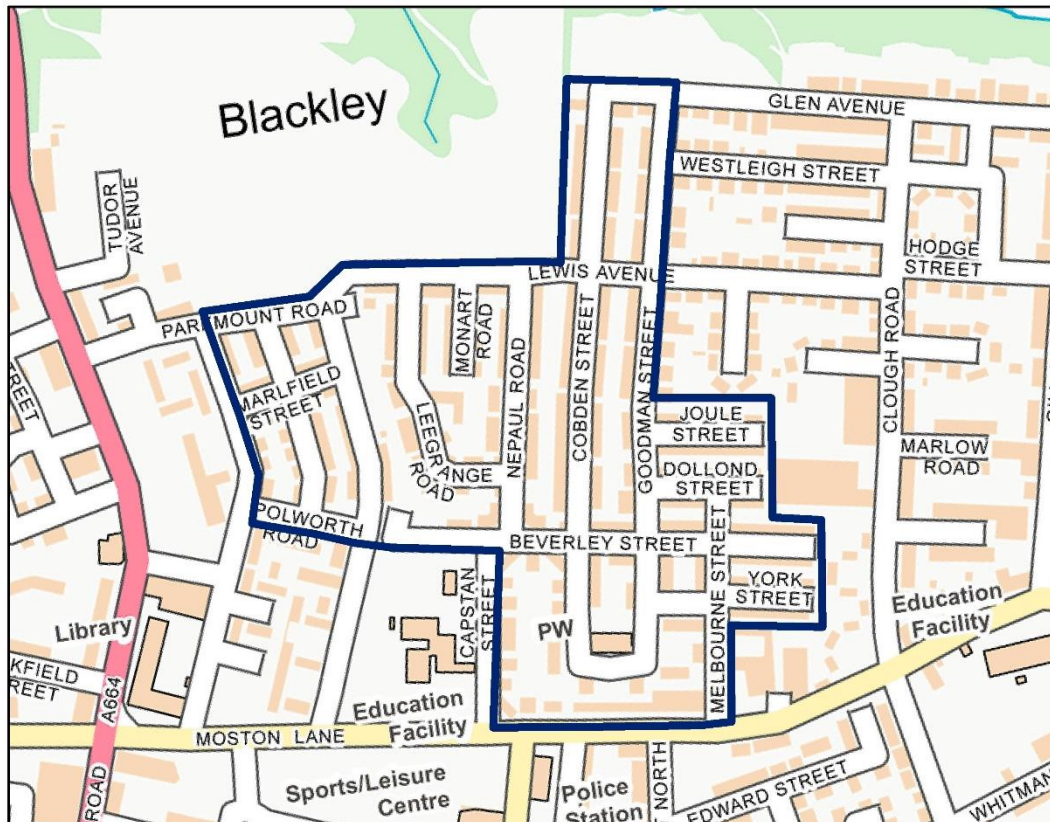 Blackley
GLEN AVENUE
WESTLEIGH STREET
TUDOR
AVENUE
HODGE
STREET
LEWIS AVENUE
PARKMOUNT ROAD
MONART
ROAD
MARLFIELD
STREET
LEEGRANGE
ROAD
NEPAUL ROAD
COBDEN STREET
GOODMAN STREET
CLOUGH ROAD
JOULE
STREET
DOLLOND
STREET
MARLOW
ROAD
POLWORTH
ROAD
BEVERLEY STREET
MELBOURNE STREET
YORK
STREET
Education
Facility
CAPSTAN
STREET
PW
Library
A664
ROAD
Education
Facility
MOSTON LANE
Sports/Leisure
Centre
Police
Station
NORTH
EDWARD STREET
WHITMAN